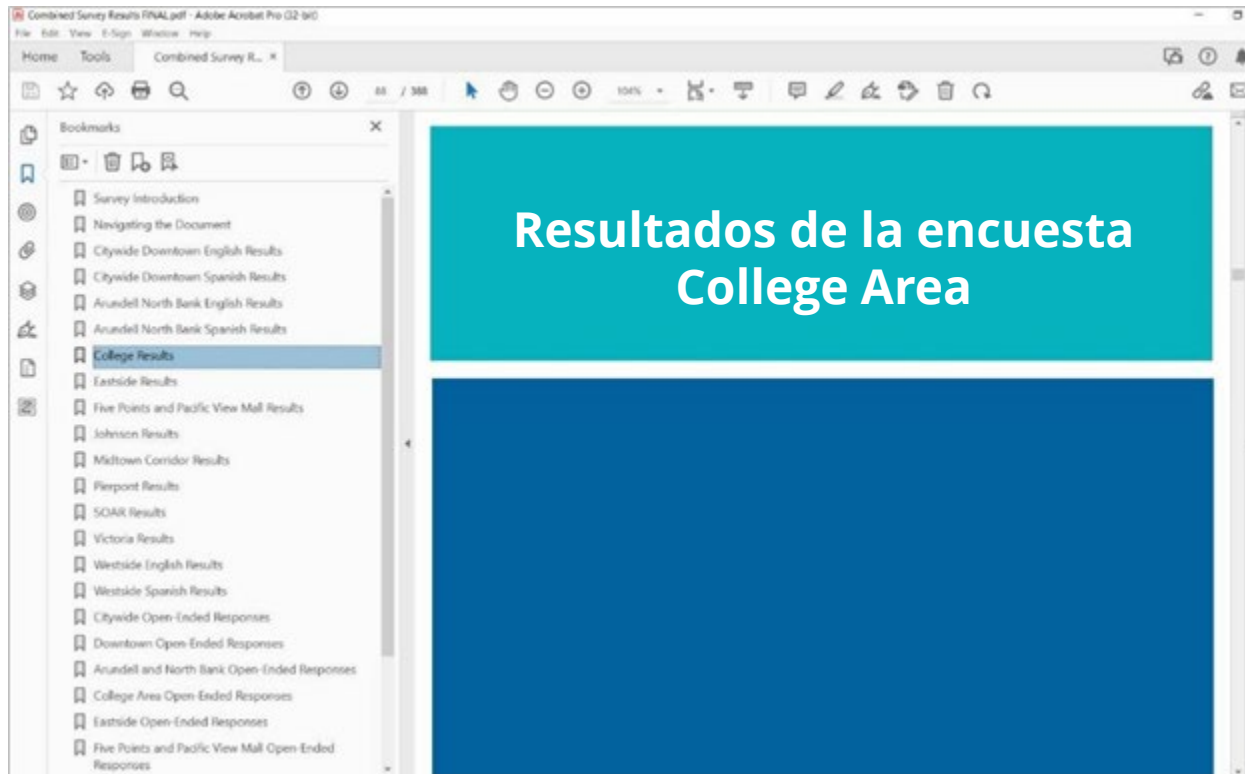 Combined Survey Results FINAL.pdf - Adobe Acrobat Pro (32-bit)
File Edit View E-Sign Window Help
Home Tools Combined Survey R... ×
88 / 388 104%
Bookmarks
Survey Introduction
Navigating the Document
Citywide Downtown English Results
Citywide Downtown Spanish Results
Arundell North Bank English Results
Arundell North Bank Spanish Results
College Results
Eastside Results
Five Points and Pacific View Mall Results
Johnson Results
Midtown Corridor Results
Pierpont Results
SOAR Results
Victoria Results
Westside English Results
Westside Spanish Results
Citywide Open-Ended Responses
Downtown Open-Ended Responses
Arundell and North Bank Open-Ended Responses
College Area Open-Ended Responses
Eastside Open-Ended Responses
Five Points and Pacific View Mall Open-Ended
Responses
Resultados de la encuesta
College Area